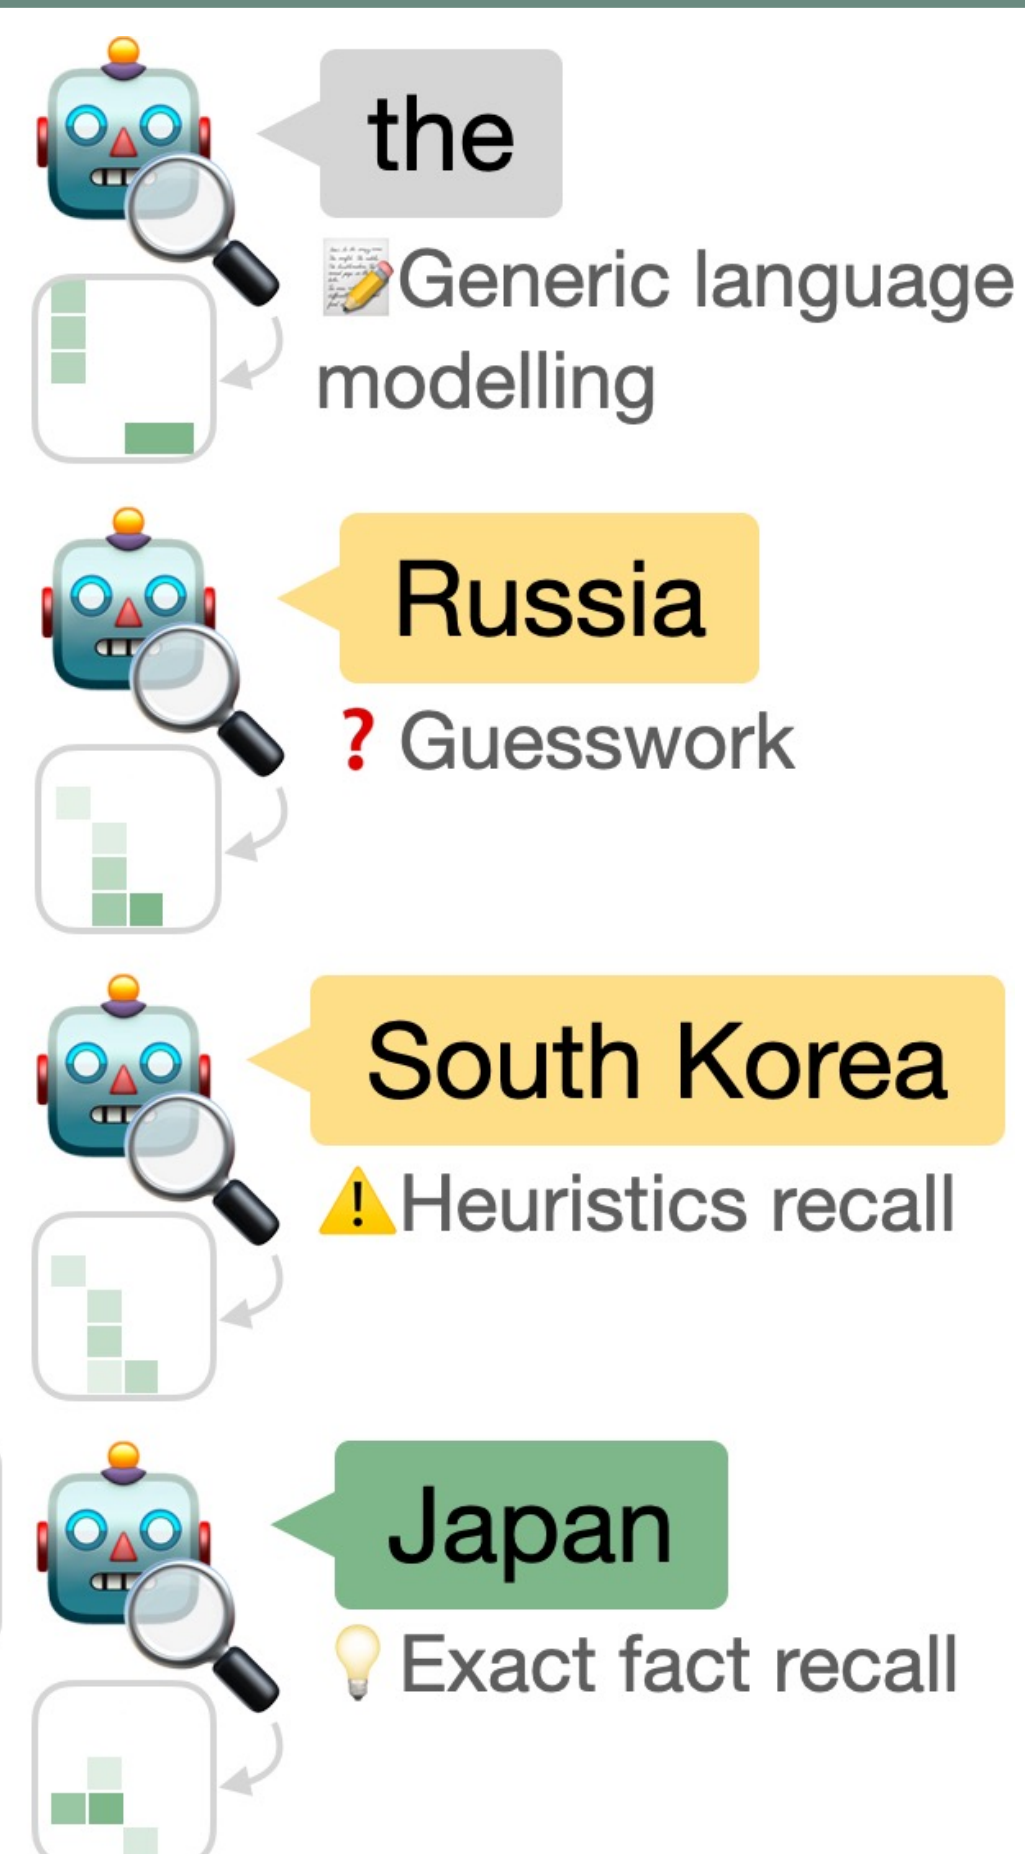 the
Generic language
modelling
Russia
Guesswork
South Korea
Heuristics recall
Japan
Exact fact recall